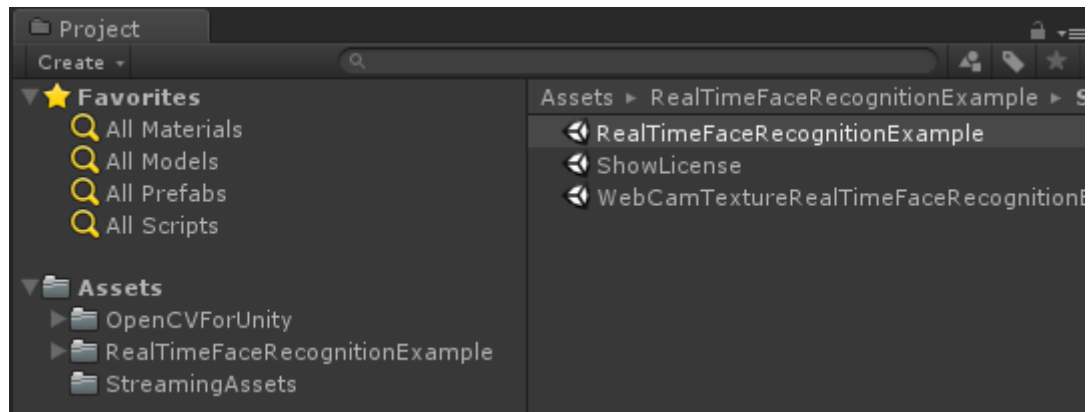 Project
Create
Favorites
All Materials
All Models
All Prefabs
All Scripts
Assets
OpenCVForUnity
RealTimeFaceRecognitionExample
StreamingAssets
Assets ▸ RealTimeFaceRecognitionExample ▸ S
RealTimeFaceRecognitionExample
ShowLicense
WebCamTextureRealTimeFaceRecognitionE